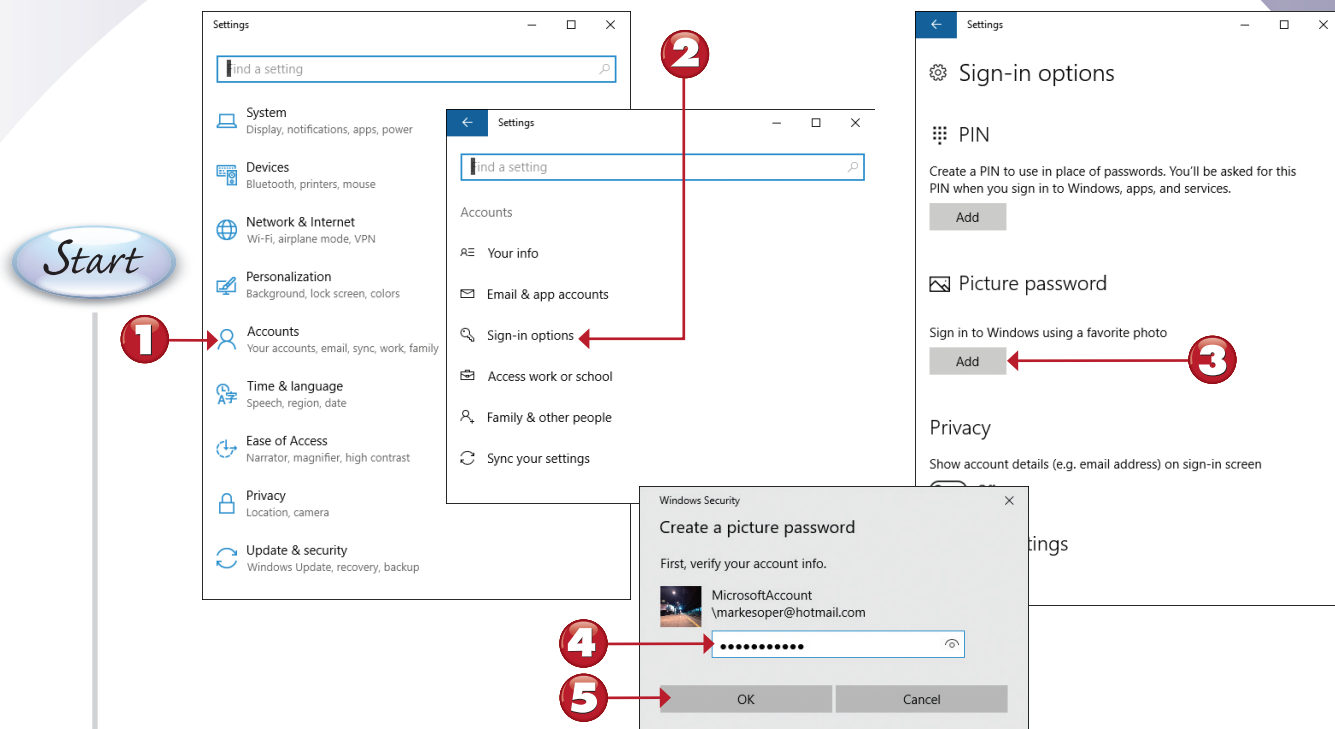 Start
1
Settings
Find a setting
System
Display, notifications, apps, power
Devices
Bluetooth, printers, mouse
Network & Internet
Wi-Fi, airplane mode, VPN
Personalization
Background, lock screen, colors
Accounts
Your accounts, email, sync, work, family
Time & language
Speech, region, date
Ease of Access
Narrator, magnifier, high contrast
Privacy
Location, camera
Update & security
Windows Update, recovery, backup
2
Settings
Find a setting
Accounts
Your info
Email & app accounts
Sign-in options
Access work or school
Family & other people
Sync your settings
Settings
Sign-in options
PIN
Create a PIN to use in place of passwords. You'll be asked for this
PIN when you sign in to Windows, apps, and services.
Add
Picture password
Sign in to Windows using a favorite photo
Add
3
Privacy
Show account details (e.g. email address) on sign-in screen
tings
Windows Security
Create a picture password
First, verify your account info.
MicrosoftAccount
\markesoper@hotmail.com
4
●●●●●●●●●●●
5
OK
Cancel